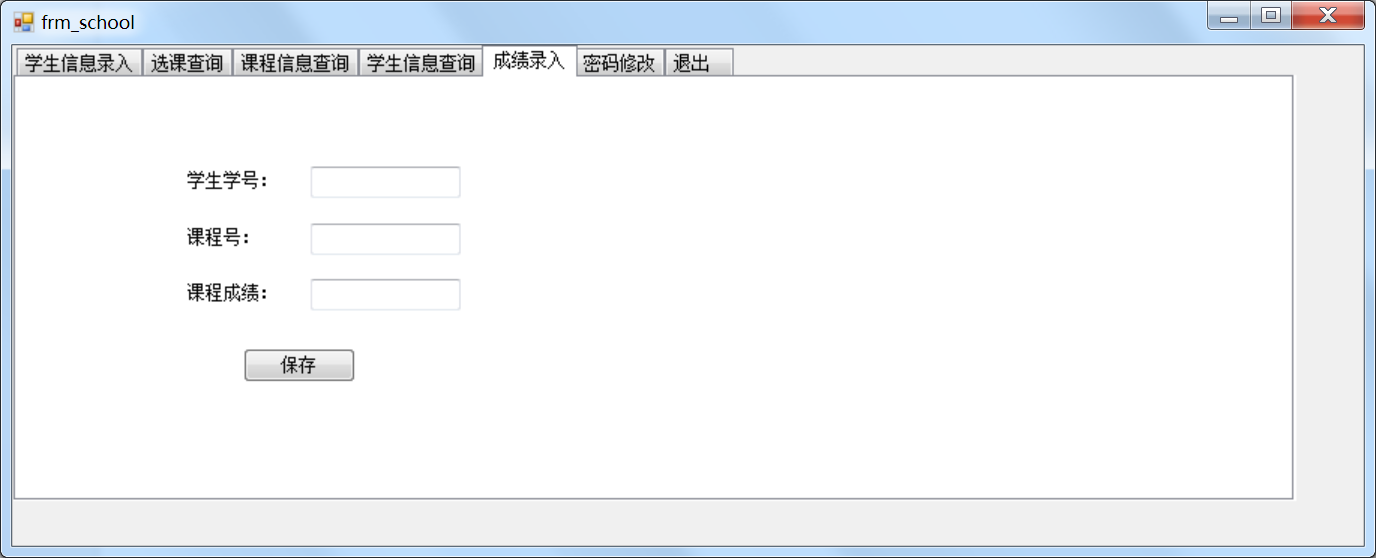 frm_school
学生信息录入 选课查询 课程信息查询 学生信息查询 成绩录入 密码修改 退出
学生学号：
课程号：
课程成绩：
保存